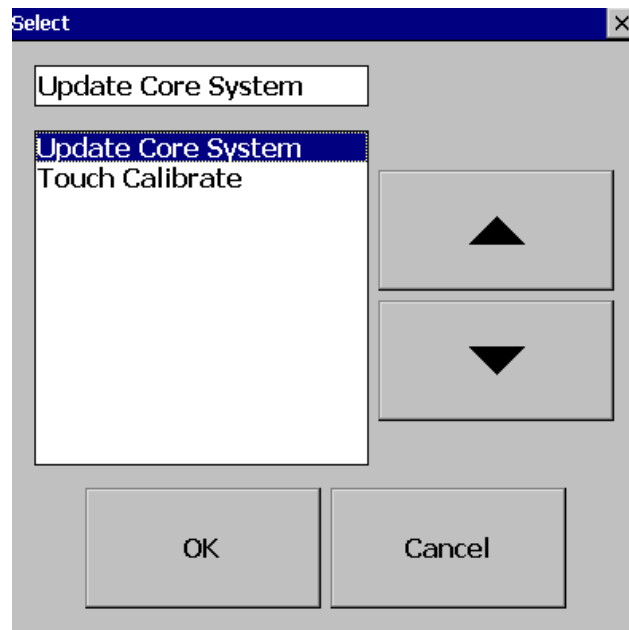 Select
Update Core System
Update Core System
Touch Calibrate
OK
Cancel